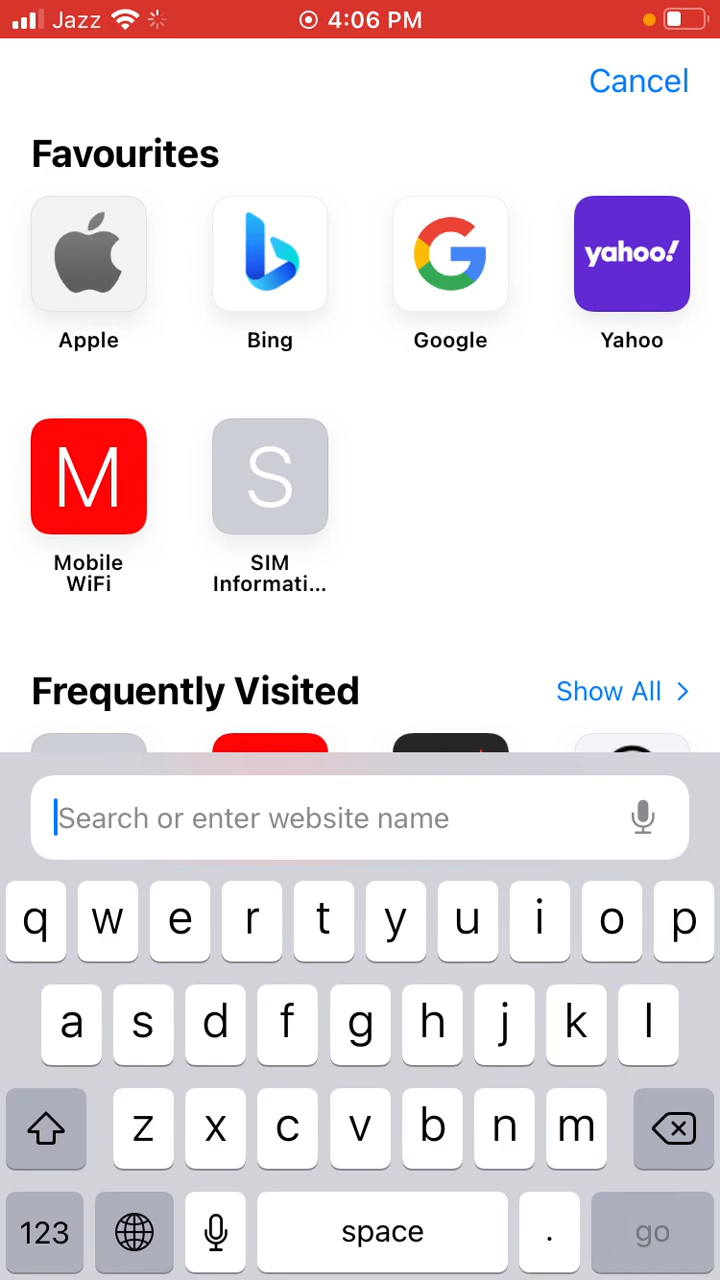 Jazz 4:06 PM
Cancel
Favourites
yahoo!
Apple Bing Google Yahoo
M S
Mobile WiFi
SIM Informati...
Frequently Visited Show All
Search or enter website name
q w e r t y u i o p
a s d f g h j k l
z x c v b n m
123 space . go